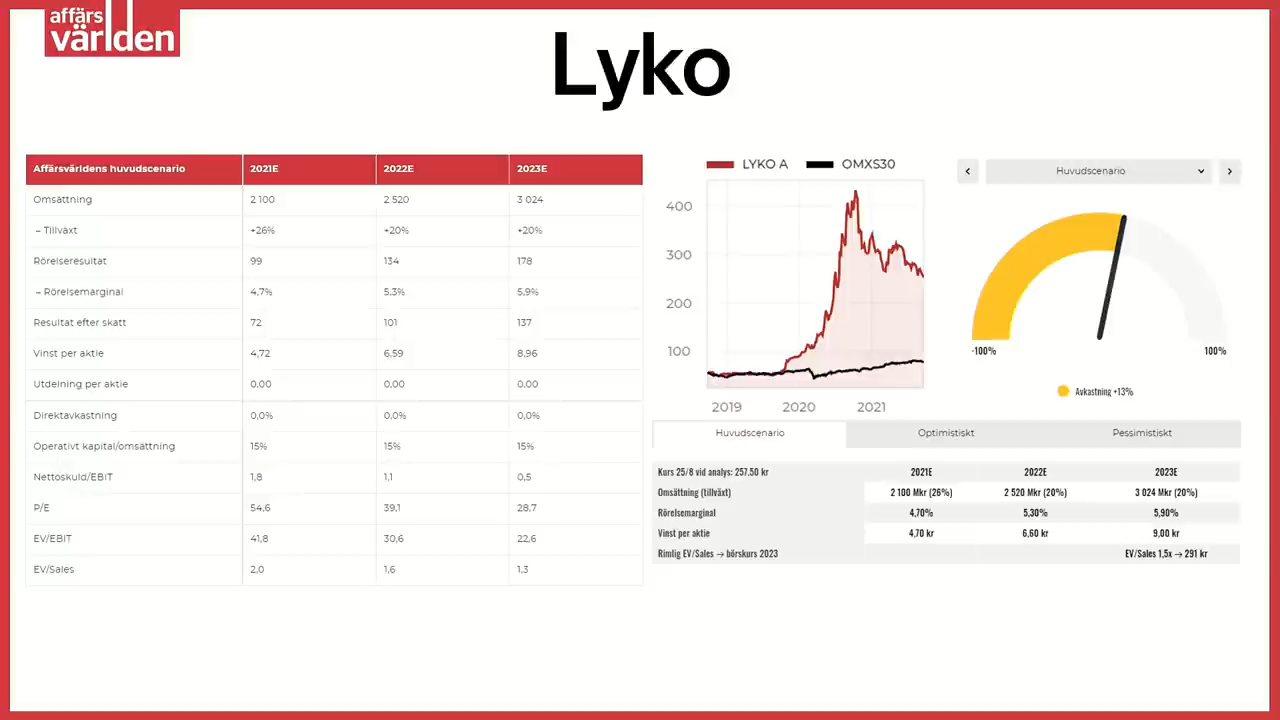 affärs
världen
Lyko
Affärsvärldens huvudscenario 2021E 2022E 2023E
Omsättning 2 100 2 520 3 024
– Tillväxt +26% +20% +20%
Rörelseresultat 99 134 178
– Rörelsemarginal 4,7% 5,3% 5,9%
Resultat efter skatt 72 101 137
Vinst per aktie 4,72 6,59 8,96
Utdelning per aktie 0,00 0,00 0,00
Direktavkastning 0,0% 0,0% 0,0%
Operativt kapital/omsättning 15% 15% 15%
Nettoskuld/EBIT 1,8 1,1 0,5
P/E 54,6 39,1 28,7
EV/EBIT 41,8 30,6 22,6
EV/Sales 2,0 1,6 1,3
LYKO A OMXS30
400
300
200
100
2019 2020 2021
Huvudscenario
-100% 100%
Avkastning +13%
Huvudscenario Optimistiskt Pessimistiskt
Kurs 25/8 vid analys: 257.50 kr 2021E 2022E 2023E
Omsättning (tillväxt) 2 100 Mkr (26%) 2 520 Mkr (20%) 3 024 Mkr (20%)
Rörelsemarginal 4,70% 5,30% 5,90%
Vinst per aktie 4,70 kr 6,60 kr 9,00 kr
Rimlig EV/Sales → börskurs 2023 EV/Sales 1,5x → 291 kr